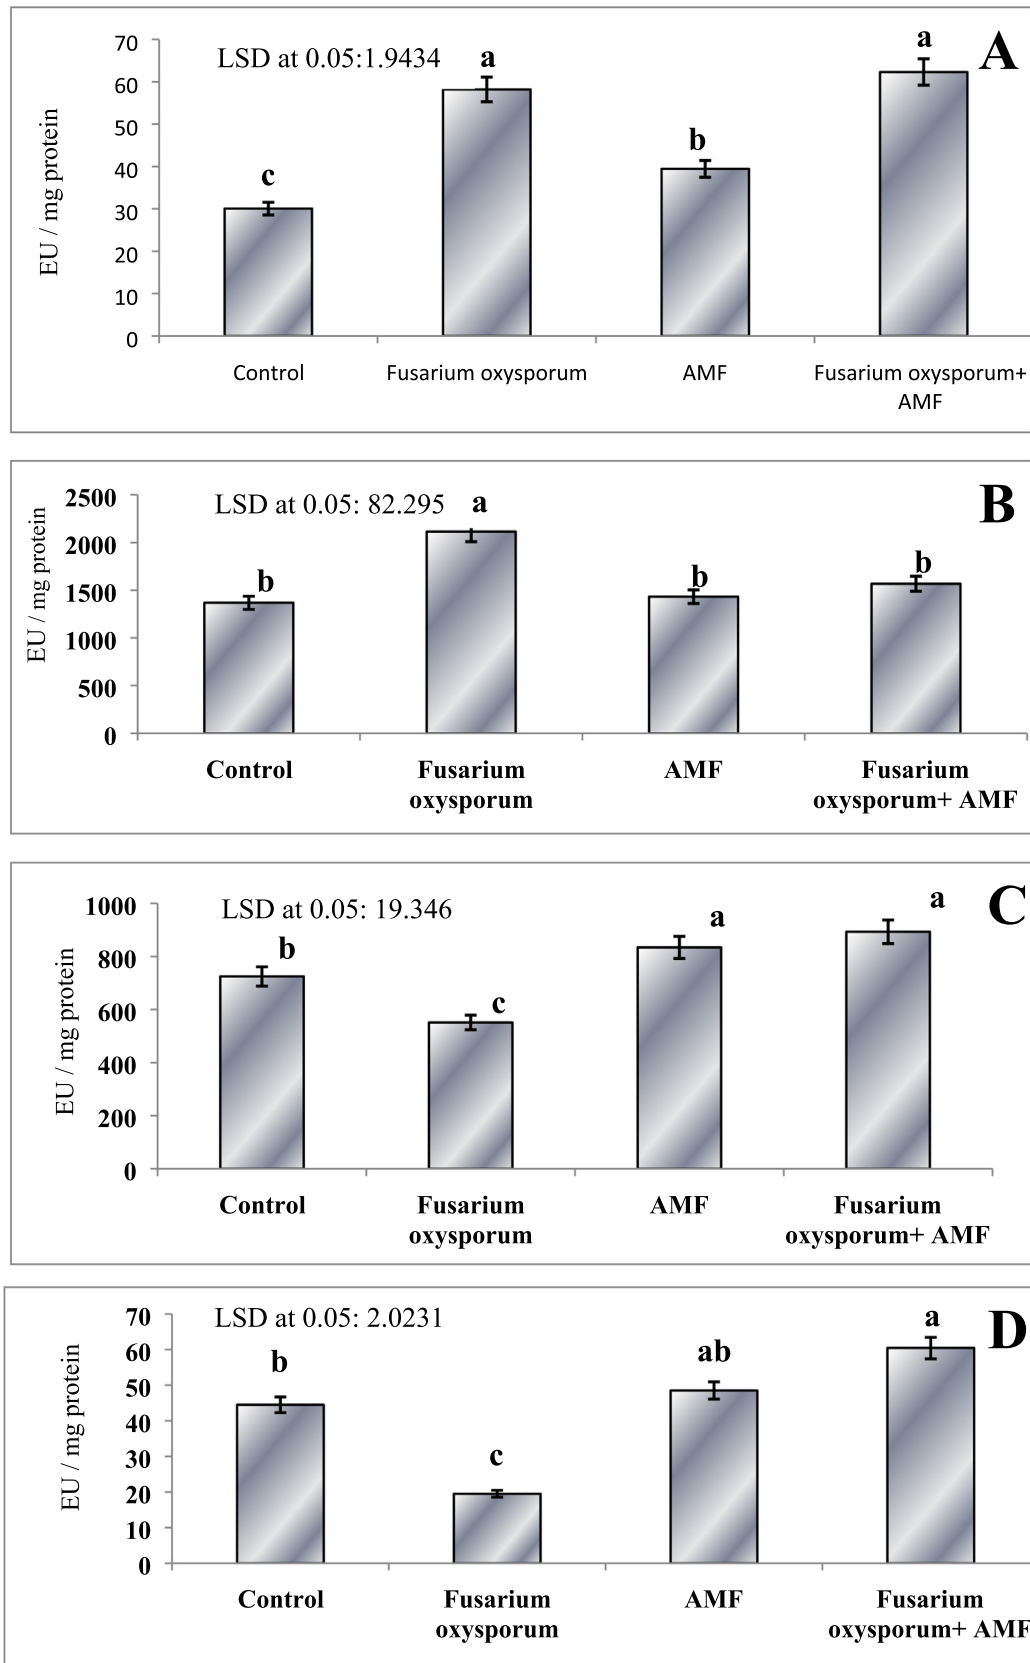 LSD at 0.05:1.9434
A
EU / mg protein
70
60
50
40
30
20
10
0
c
a
b
a
Control
Fusarium oxysporum
AMF
Fusarium oxysporum+
AMF
LSD at 0.05: 82.295
B
EU / mg protein
2500
2000
1500
1000
500
0
b
a
b
b
Control
Fusarium
oxysporum
AMF
Fusarium
oxysporum+ AMF
LSD at 0.05: 19.346
C
EU / mg protein
1000
800
600
400
200
0
b
c
a
a
Control
Fusarium
oxysporum
AMF
Fusarium
oxysporum+ AMF
LSD at 0.05: 2.0231
D
EU / mg protein
70
60
50
40
30
20
10
0
b
c
ab
a
Control
Fusarium
oxysporum
AMF
Fusarium
oxysporum+ AMF